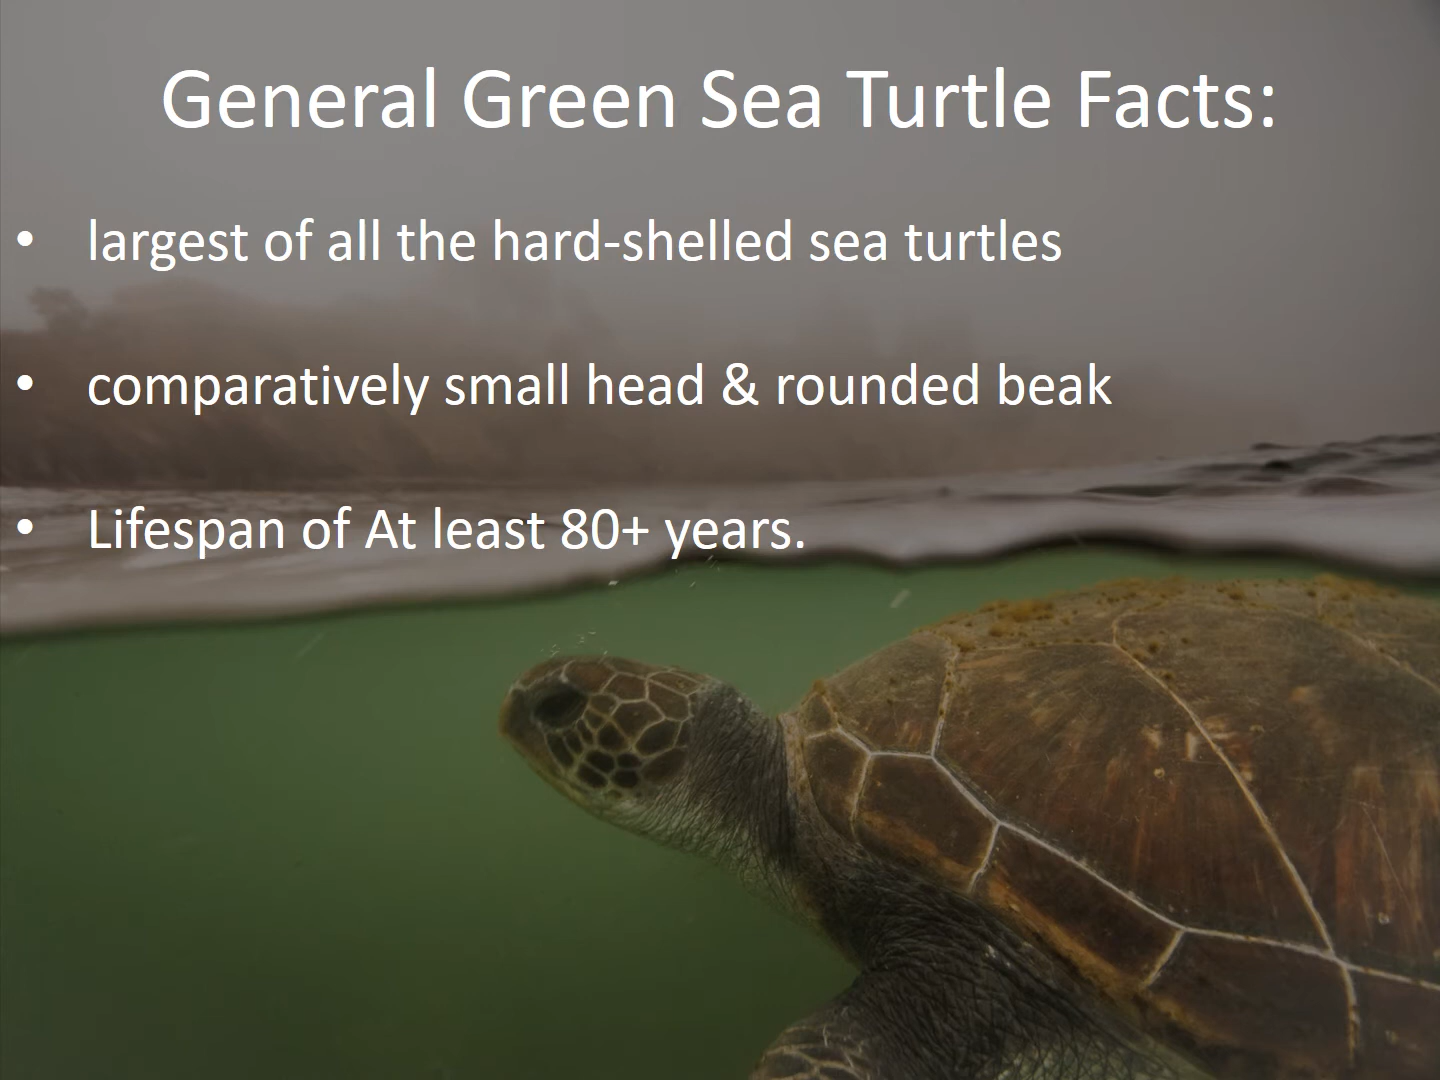 General Green Sea Turtle Facts:
• largest of all the hard-shelled sea turtles
• comparatively small head & rounded beak
• Lifespan of At least 80+ years.